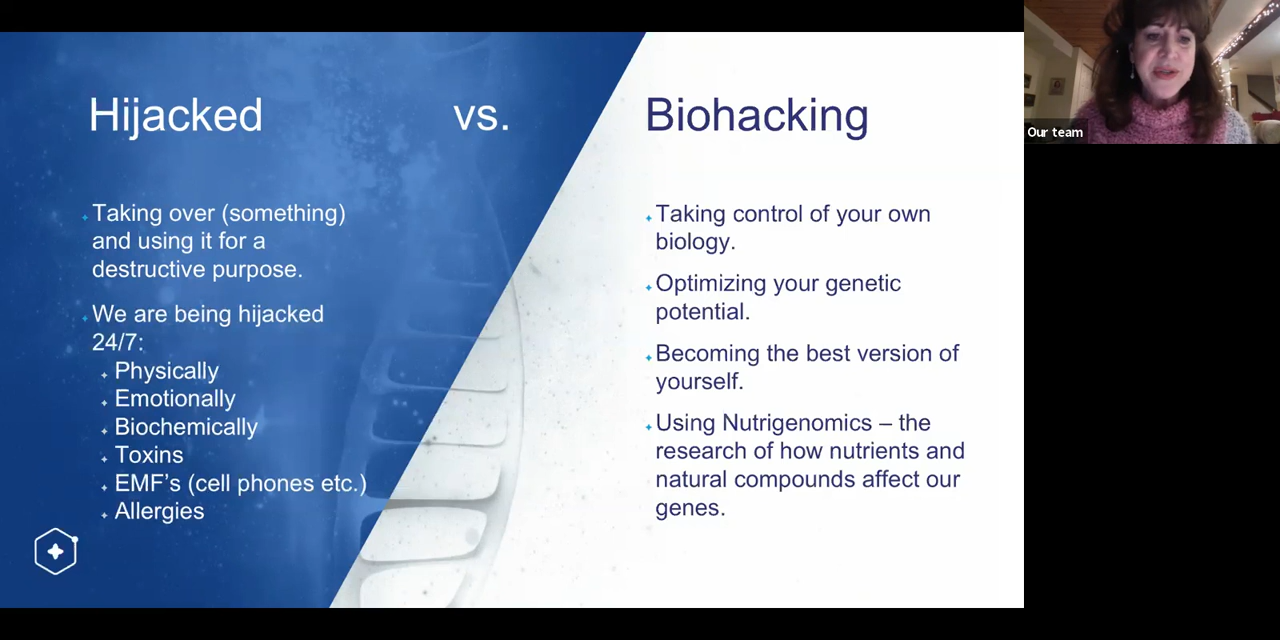 Hijacked vs. Biohacking
Taking over (something)
and using it for a
destructive purpose.
We are being hijacked
24/7:
Physically
Emotionally
Biochemically
Toxins
EMF’s (cell phones etc.)
Allergies
Taking control of your own
biology.
Optimizing your genetic
potential.
Becoming the best version of
yourself.
Using Nutrigenomics – the
research of how nutrients and
natural compounds affect our
genes.
Our team